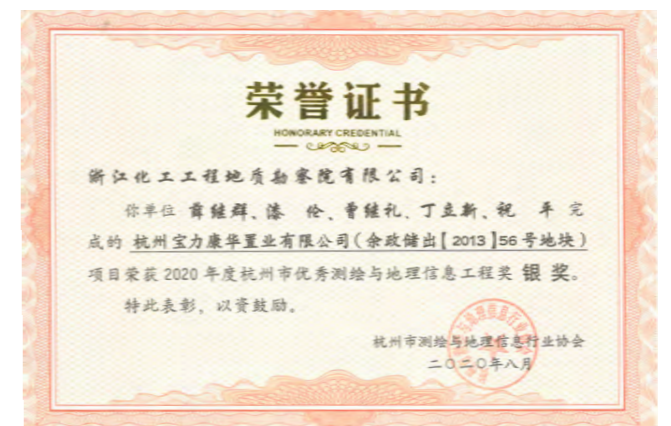 荣誉证书
HONORARY CREDENTIAL
浙江化工工程地质勘察院有限公司：
你单位 薛继群、漆 伦、曹继礼、丁立新、祝 平 完
成的 杭州宝力康华置业有限公司（余政储出【2013】56号地块）
项目荣获2020年度杭州市优秀测绘与地理信息工程奖 银奖。
特此表彰，以资鼓励。
杭州市测绘与地理信息行业协会
二〇二〇年八月